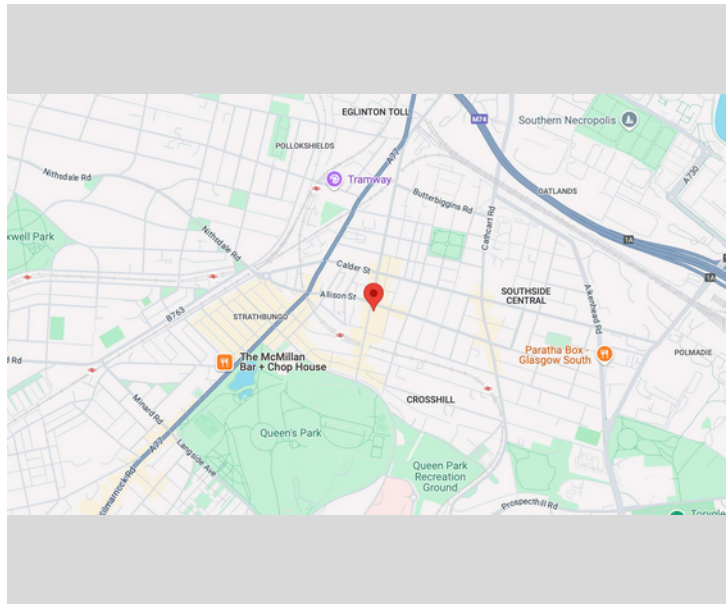 EGLINTON TOLL
M74
Southern Necropolis
POLLOKSHIELDS
A77
Nithsdale Rd
Tramway
A730
OATLANDS
Butterbiggins Rd
Cathcart Rd
xwell Park
Nithsdale Rd
1A
Calder St
1A
Allison St
SOUTHSIDE
CENTRAL
Aikenhead Rd
B763
STRATHBUNGO
Paratha Box -
Glasgow South
POLMADIE
d Rd
The McMillan
Bar + Chop House
CROSSHILL
Minard Rd
Queen's Park
A77
Langside Ave
Queen Park
Recreation
Ground
Kilmarnock Rd
Prospecthill Rd
Toryglen